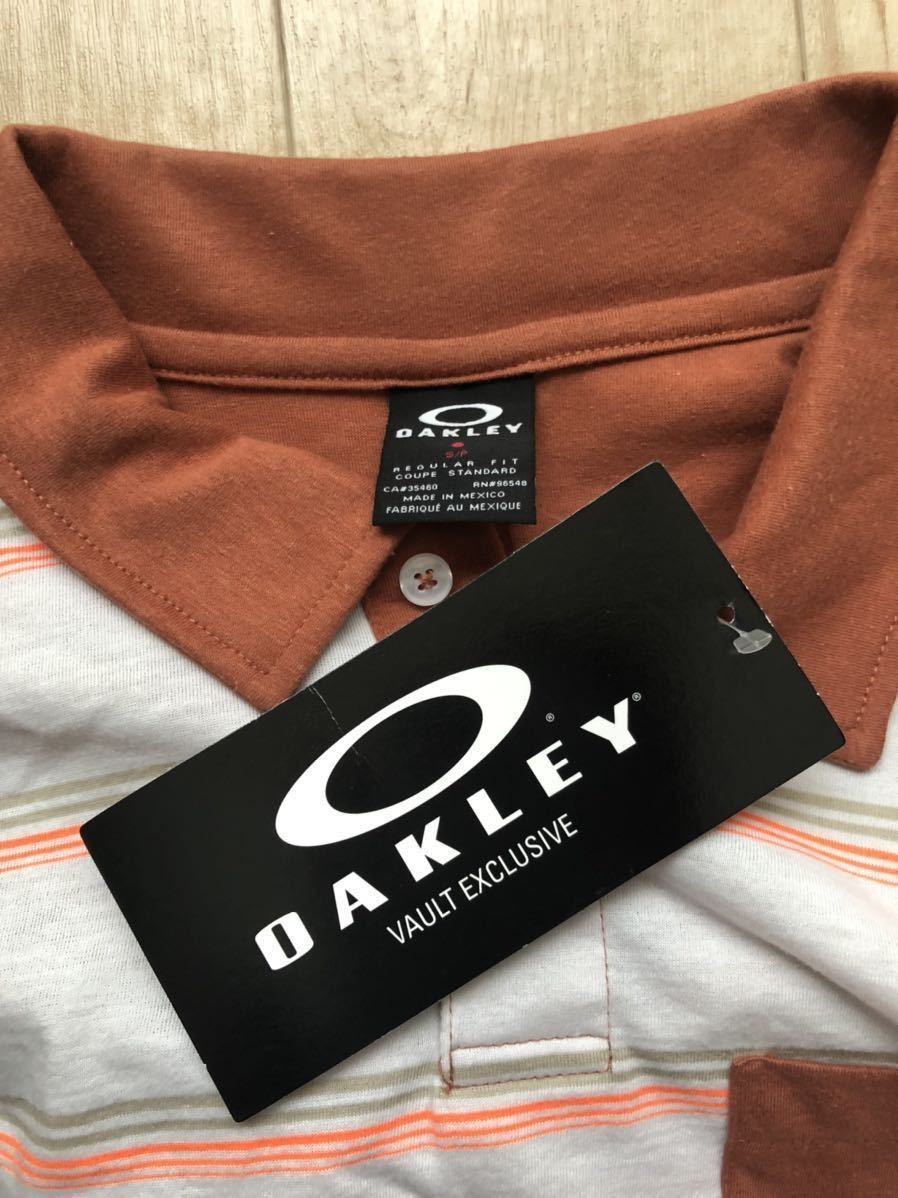 OAKLEY
S/P
REGULAR FIT
COUPE STANDARD
CA#35460 RN#96548
MADE IN MEXICO
FABRIQUÉ AU MEXIQUE
®
OAKLEY®
VAULT EXCLUSIVE